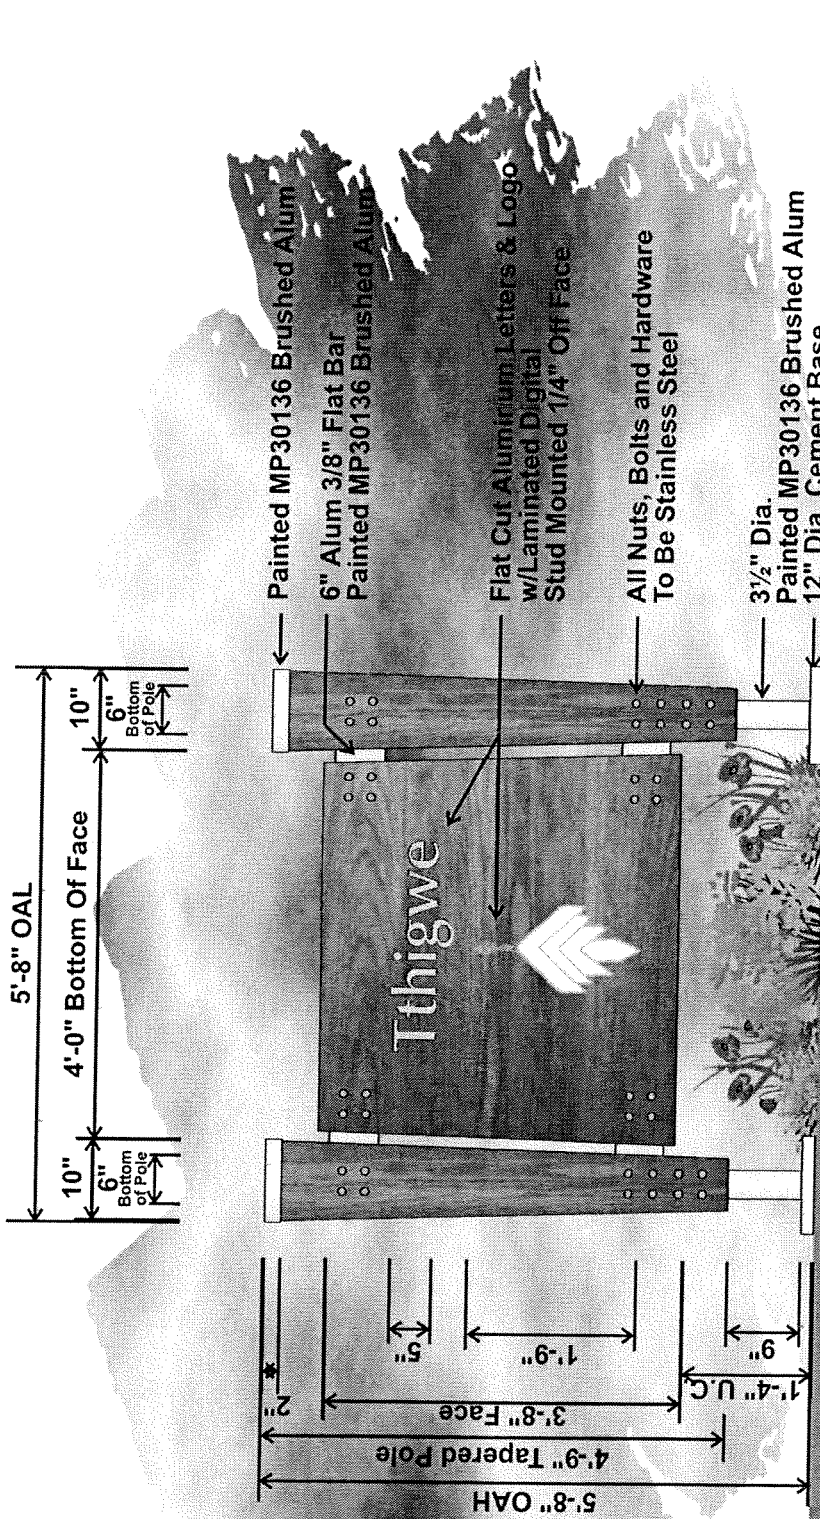 5'-8" OAL
4'-0" Bottom Of Face
10"
6"
Bottom
of Pole
10"
6"
Bottom
of Pole
Painted MP30136 Brushed Alum
6" Alum 3/8" Flat Bar
Painted MP30136 Brushed Alum
Flat Cut Aluminium Letters & Logo
w/Laminated Digital
Stud Mounted 1/4" Off Face
All Nuts, Bolts and Hardware
To Be Stainless Steel
3½" Dia.
Painted MP30136 Brushed Alum
12" Dia. Cement Base
Tthigwe
2"
5"
1'-9"
9"
1'-4" U.C.
3'-8" Face
4'-9" Tapered Pole
5'-8" OAH